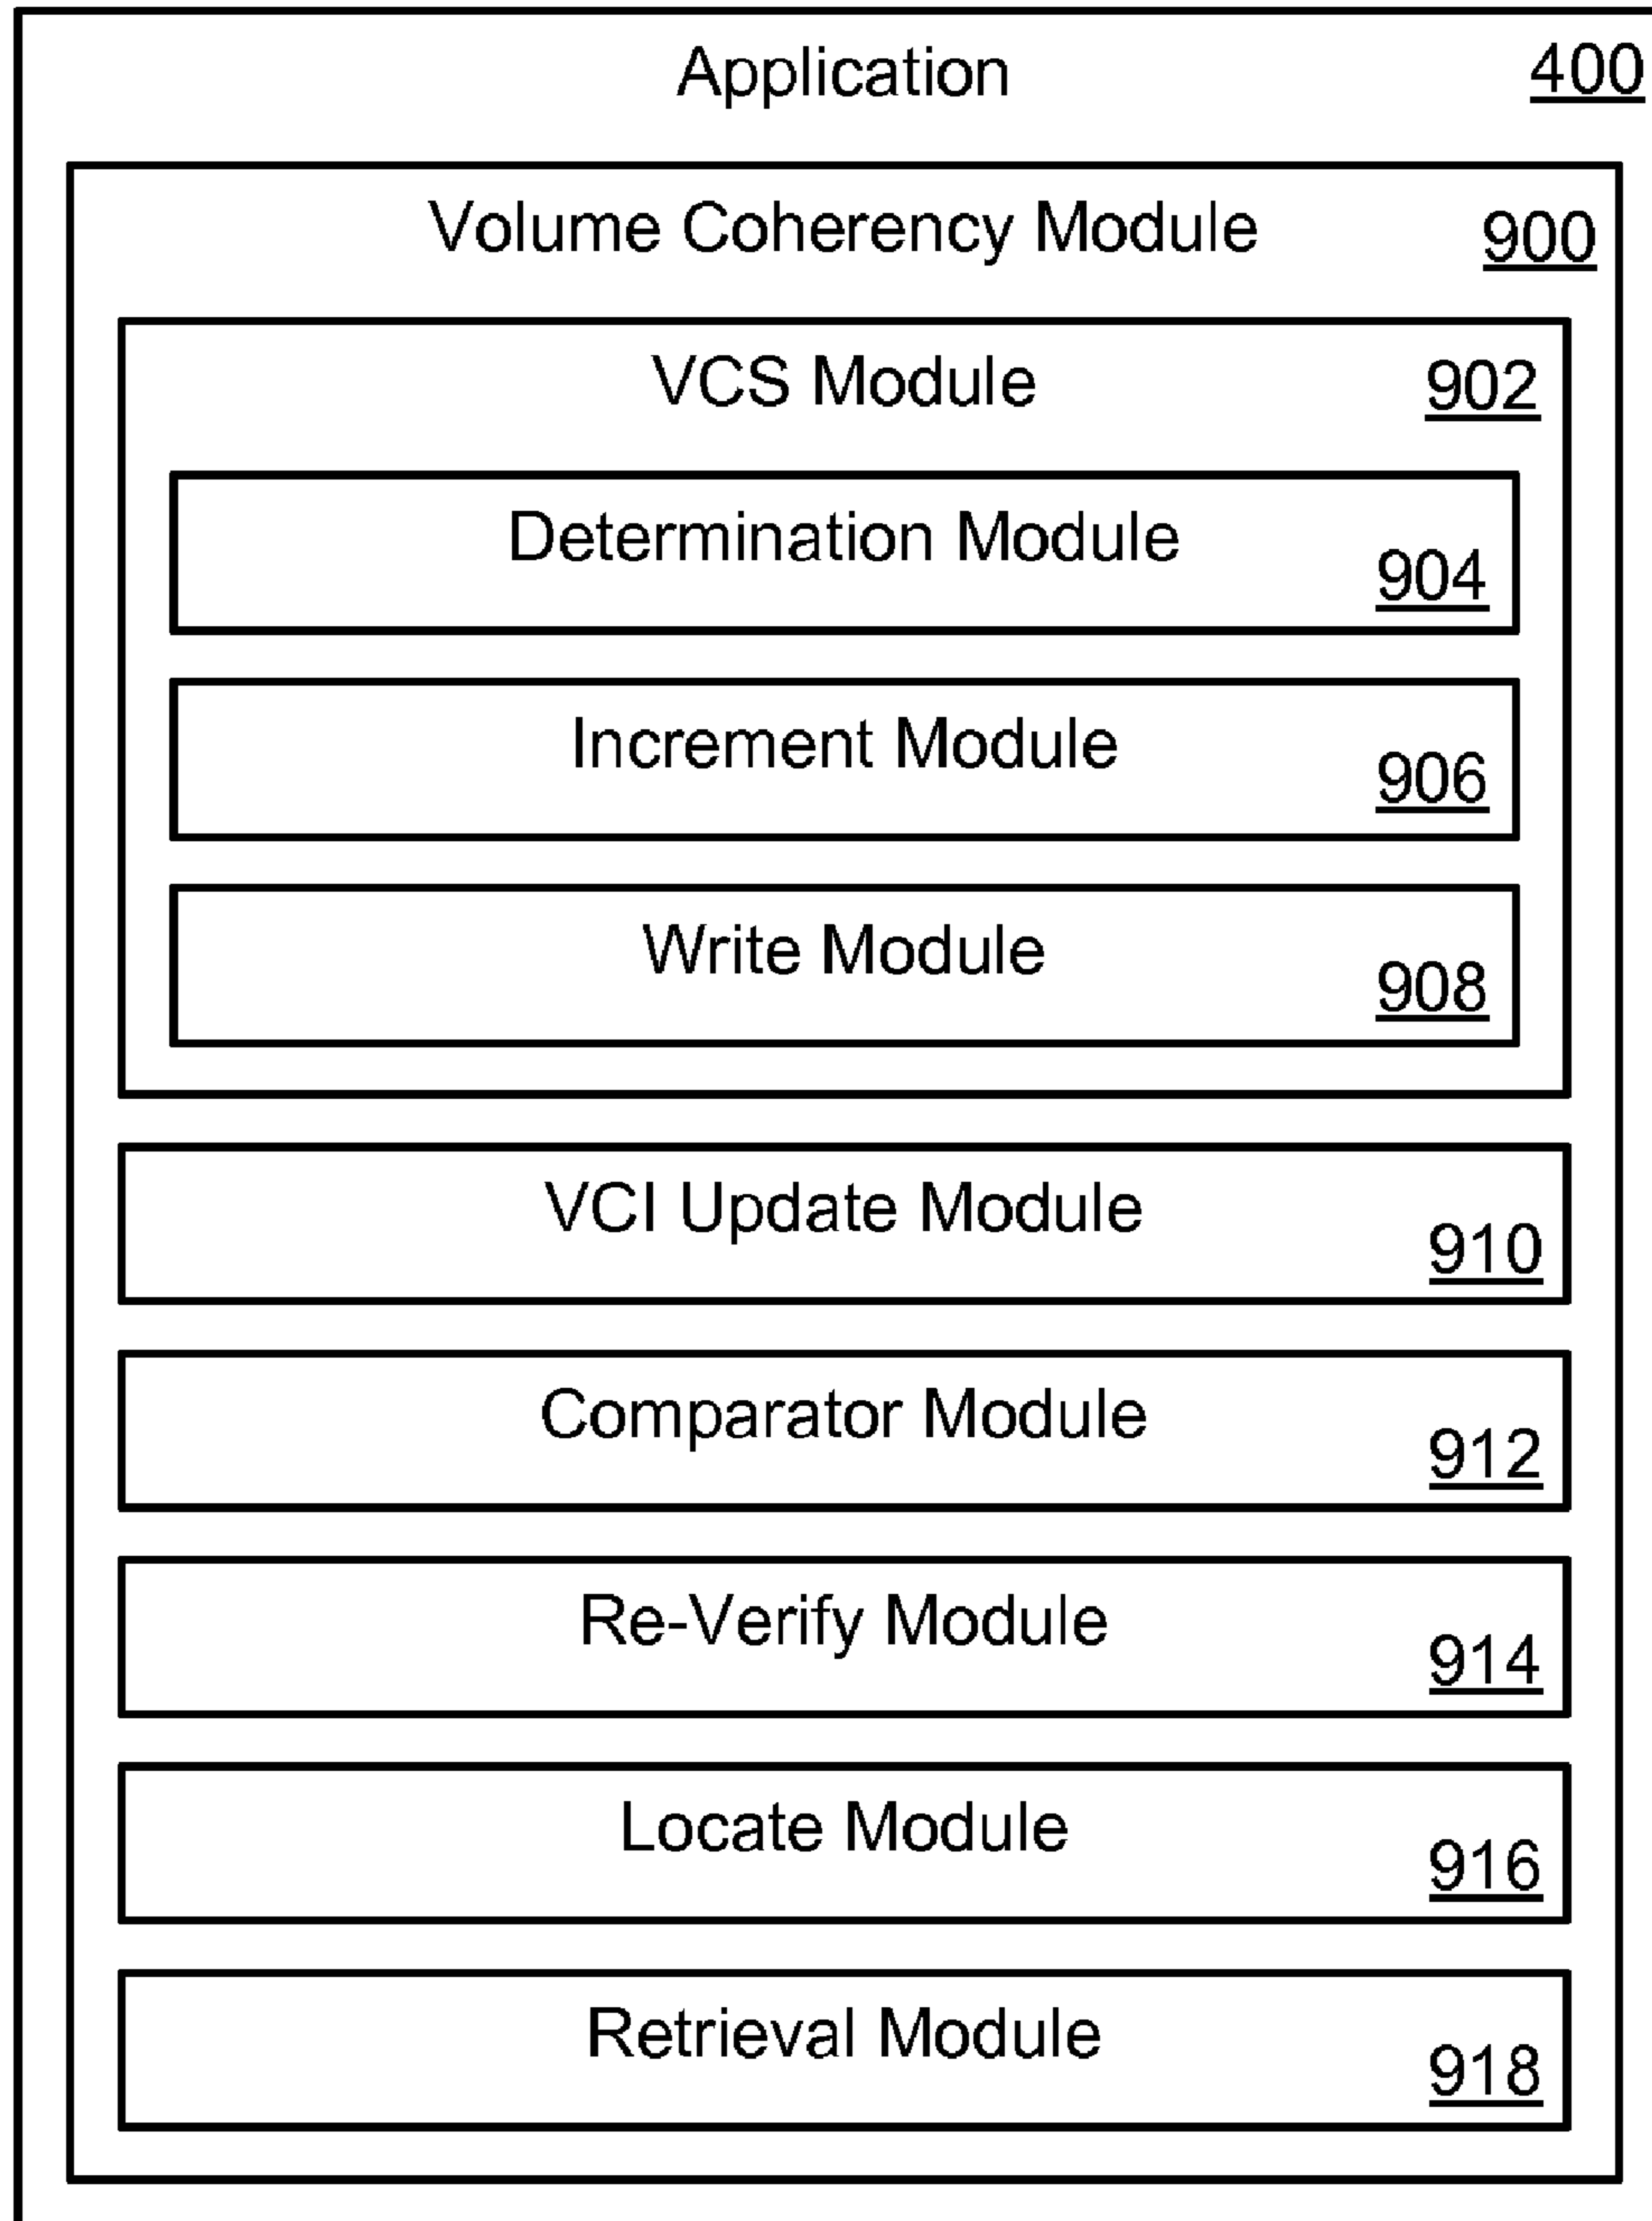 Application 400
Volume Coherency Module 900
VCS Module 902
Determination Module
904
Increment Module
906
Write Module
908
VCI Update Module
910
Comparator Module
912
Re-Verify Module
914
Locate Module
916
Retrieval Module
918